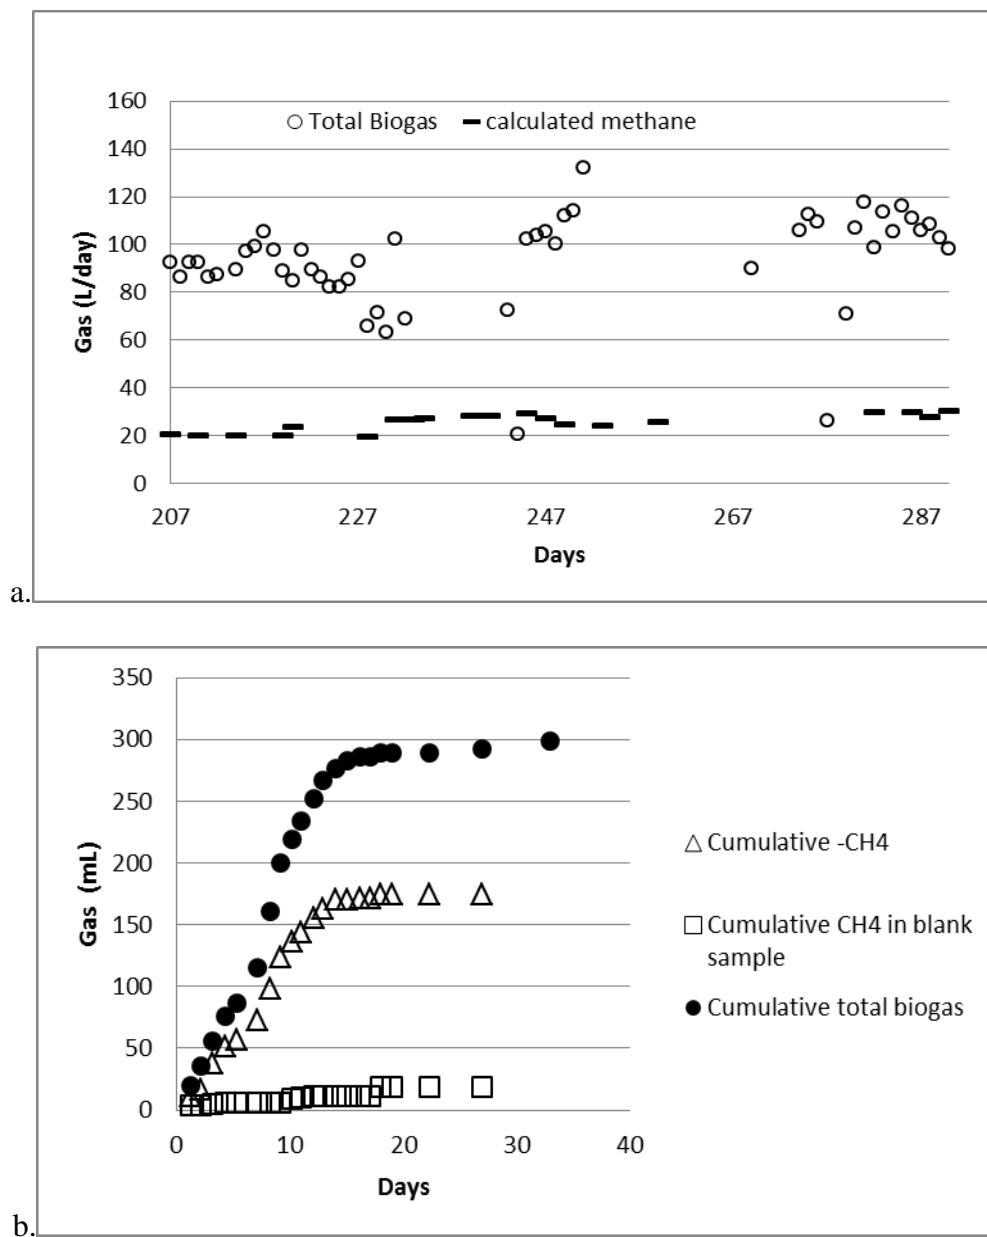 160
Total Biogas calculated methane
140
120
100
80
60
40
20
0
Gas (L/day)
207 227 247 267 287
Days
a.
350
300
250
200
150
100
50
0
Gas (mL)
Cumulative -CH4
Cumulative CH4 in blank
sample
Cumulative total biogas
0 10 20 30 40
Days
b.